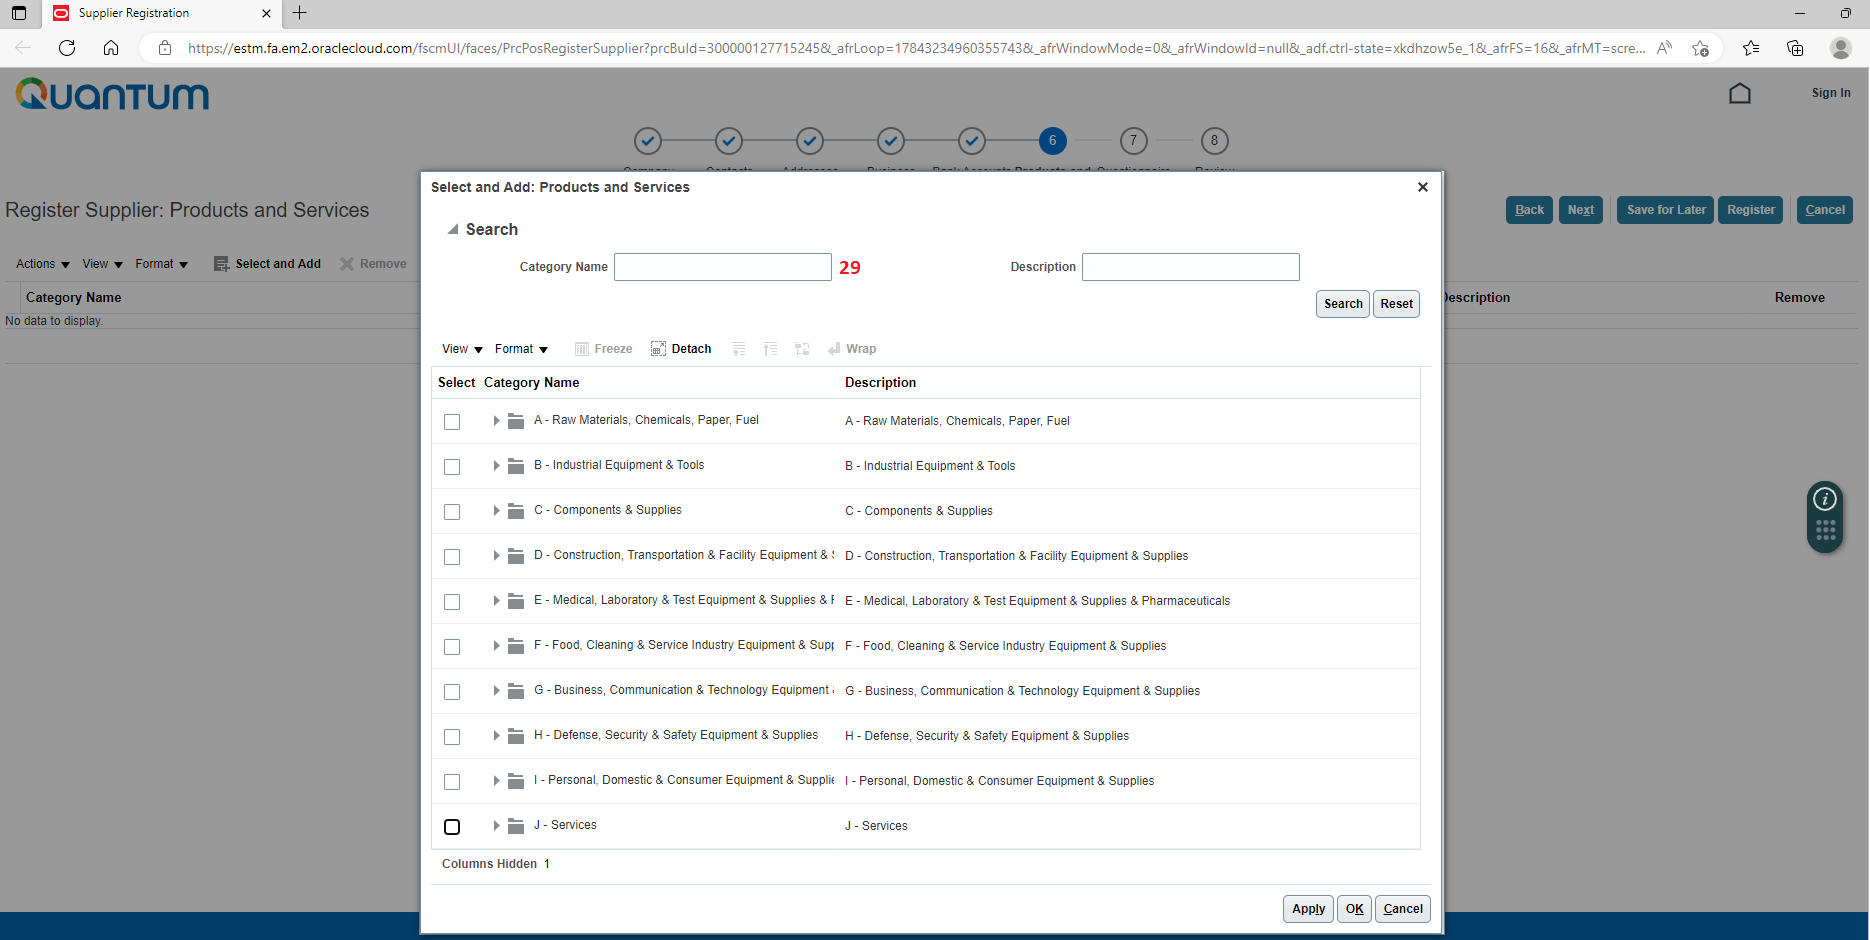 Supplier Registration
https://estm.fa.em2.oraclecloud.com/fscmUI/faces/PrcPosRegisterSupplier?prcBuId=300000127715245&_afrLoop=17843234960355743&_afrWindowMode=0&_afrWindowId=null&_adf.ctrl-state=xkdhzow5e_1&_afrFS=16&_afrMT=scre...
QUANTUM
Sign In
6 7 8
Register Supplier: Products and Services
Back Next Save for Later Register Cancel
Actions View Format Select and Add Remove
Category Name Description Remove
No data to display.
Select and Add: Products and Services
Search
Category Name 29 Description
Search Reset
View Format Freeze Detach Wrap
Select Category Name Description
A - Raw Materials, Chemicals, Paper, Fuel A - Raw Materials, Chemicals, Paper, Fuel
B - Industrial Equipment & Tools B - Industrial Equipment & Tools
C - Components & Supplies C - Components & Supplies
D - Construction, Transportation & Facility Equipment & D - Construction, Transportation & Facility Equipment & Supplies
E - Medical, Laboratory & Test Equipment & Supplies & E - Medical, Laboratory & Test Equipment & Supplies & Pharmaceuticals
F - Food, Cleaning & Service Industry Equipment & Supp F - Food, Cleaning & Service Industry Equipment & Supplies
G - Business, Communication & Technology Equipment G - Business, Communication & Technology Equipment & Supplies
H - Defense, Security & Safety Equipment & Supplies H - Defense, Security & Safety Equipment & Supplies
I - Personal, Domestic & Consumer Equipment & Supplie I - Personal, Domestic & Consumer Equipment & Supplies
J - Services J - Services
Columns Hidden 1
Apply OK Cancel